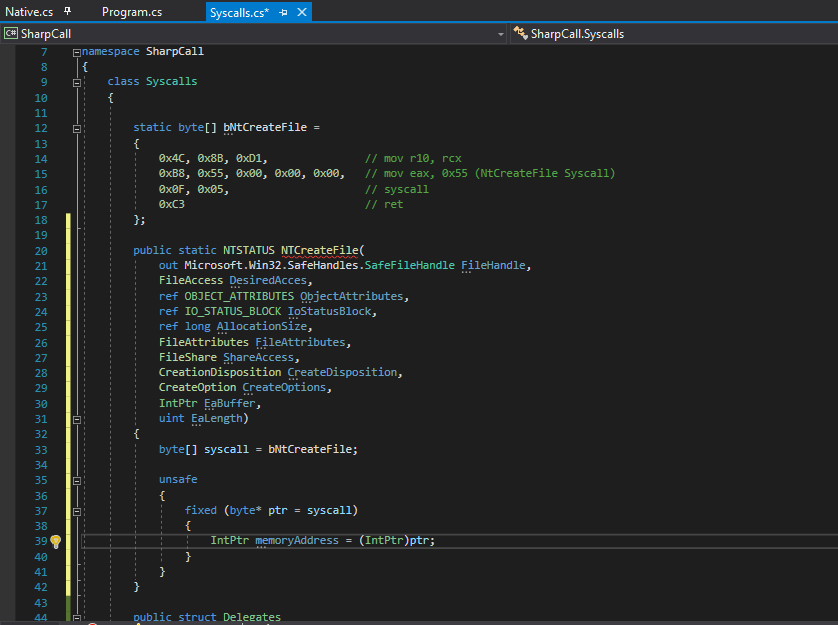 Native.cs Program.cs Syscalls.cs*
C# SharpCall SharpCall.Syscalls
7 namespace SharpCall
8 {
9 class Syscalls
10 {
11
12 static byte[] bNtCreateFile =
13 {
14 0x4C, 0x8B, 0xD1, // mov r10, rcx
15 0xB8, 0x55, 0x00, 0x00, 0x00, // mov eax, 0x55 (NtCreateFile Syscall)
16 0x0F, 0x05, // syscall
17 0xC3 // ret
18 };
19
20 public static NTSTATUS NTCreateFile(
21 out Microsoft.Win32.SafeHandles.SafeFileHandle FileHandle,
22 FileAccess DesiredAcces,
23 ref OBJECT_ATTRIBUTES ObjectAttributes,
24 ref IO_STATUS_BLOCK IoStatusBlock,
25 ref long AllocationSize,
26 FileAttributes FileAttributes,
27 FileShare ShareAccess,
28 CreationDisposition CreateDisposition,
29 CreateOption CreateOptions,
30 IntPtr EaBuffer,
31 uint EaLength)
32 {
33 byte[] syscall = bNtCreateFile;
34
35 unsafe
36 {
37 fixed (byte* ptr = syscall)
38 {
39 IntPtr memoryAddress = (IntPtr)ptr;
40 }
41 }
42 }
43
44 public struct Delegates